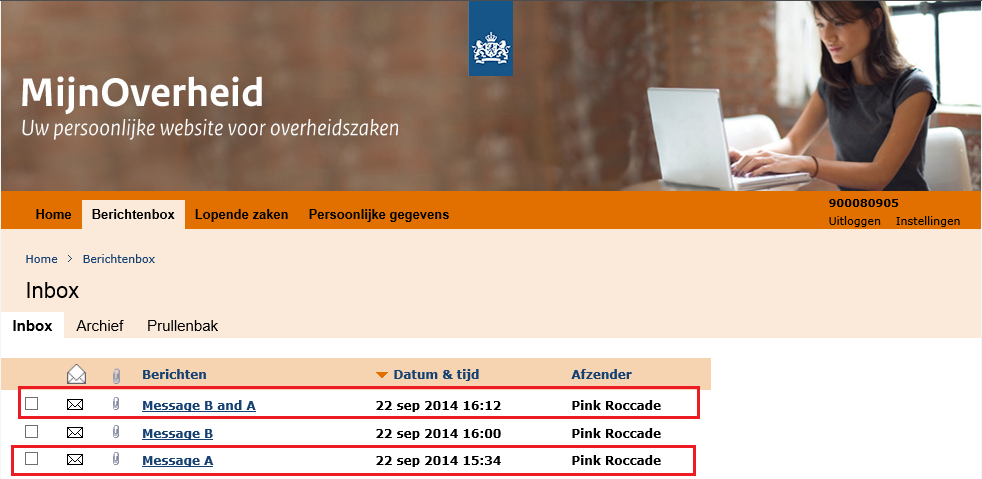 MijnOverheid
Uw persoonlijke website voor overheidszaken
Home Berichtenbox Lopende zaken Persoonlijke gegevens
900080905
Uitloggen Instellingen
Home > Berichtenbox
Inbox
Inbox Archief Prullenbak
Berichten Datum & tijd Afzender
Message B and A 22 sep 2014 16:12 Pink Roccade
Message B 22 sep 2014 16:00 Pink Roccade
Message A 22 sep 2014 15:34 Pink Roccade